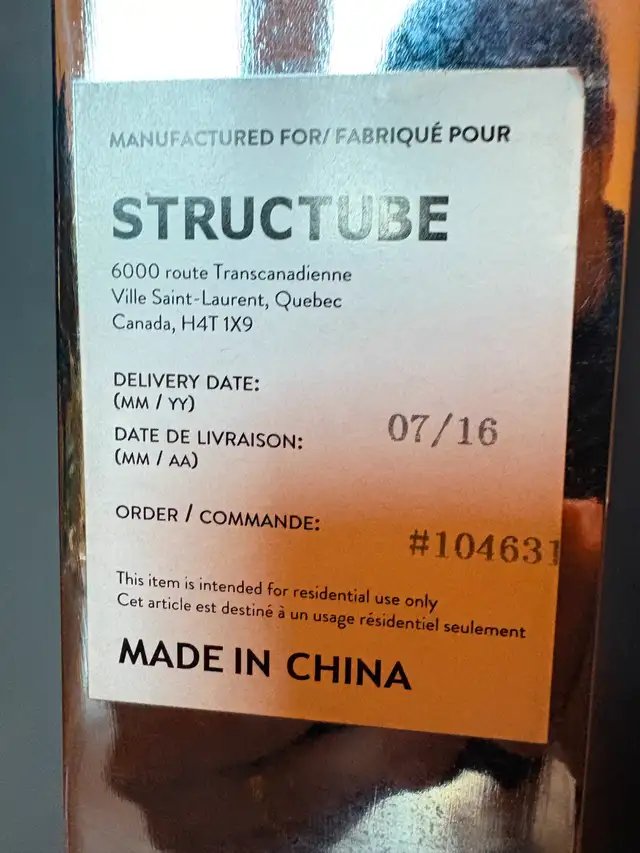 MANUFACTURED FOR/ FABRIQUÉ POUR
STRUCTUBE
6000 route Transcanadienne
Ville Saint-Laurent, Quebec
Canada, H4T 1X9
DELIVERY DATE:
(MM / YY)
07/16
DATE DE LIVRAISON:
(MM / AA)
ORDER / COMMANDE:
#104631
This item is intended for residential use only
Cet article est destiné à un usage résidentiel seulement
MADE IN CHINA